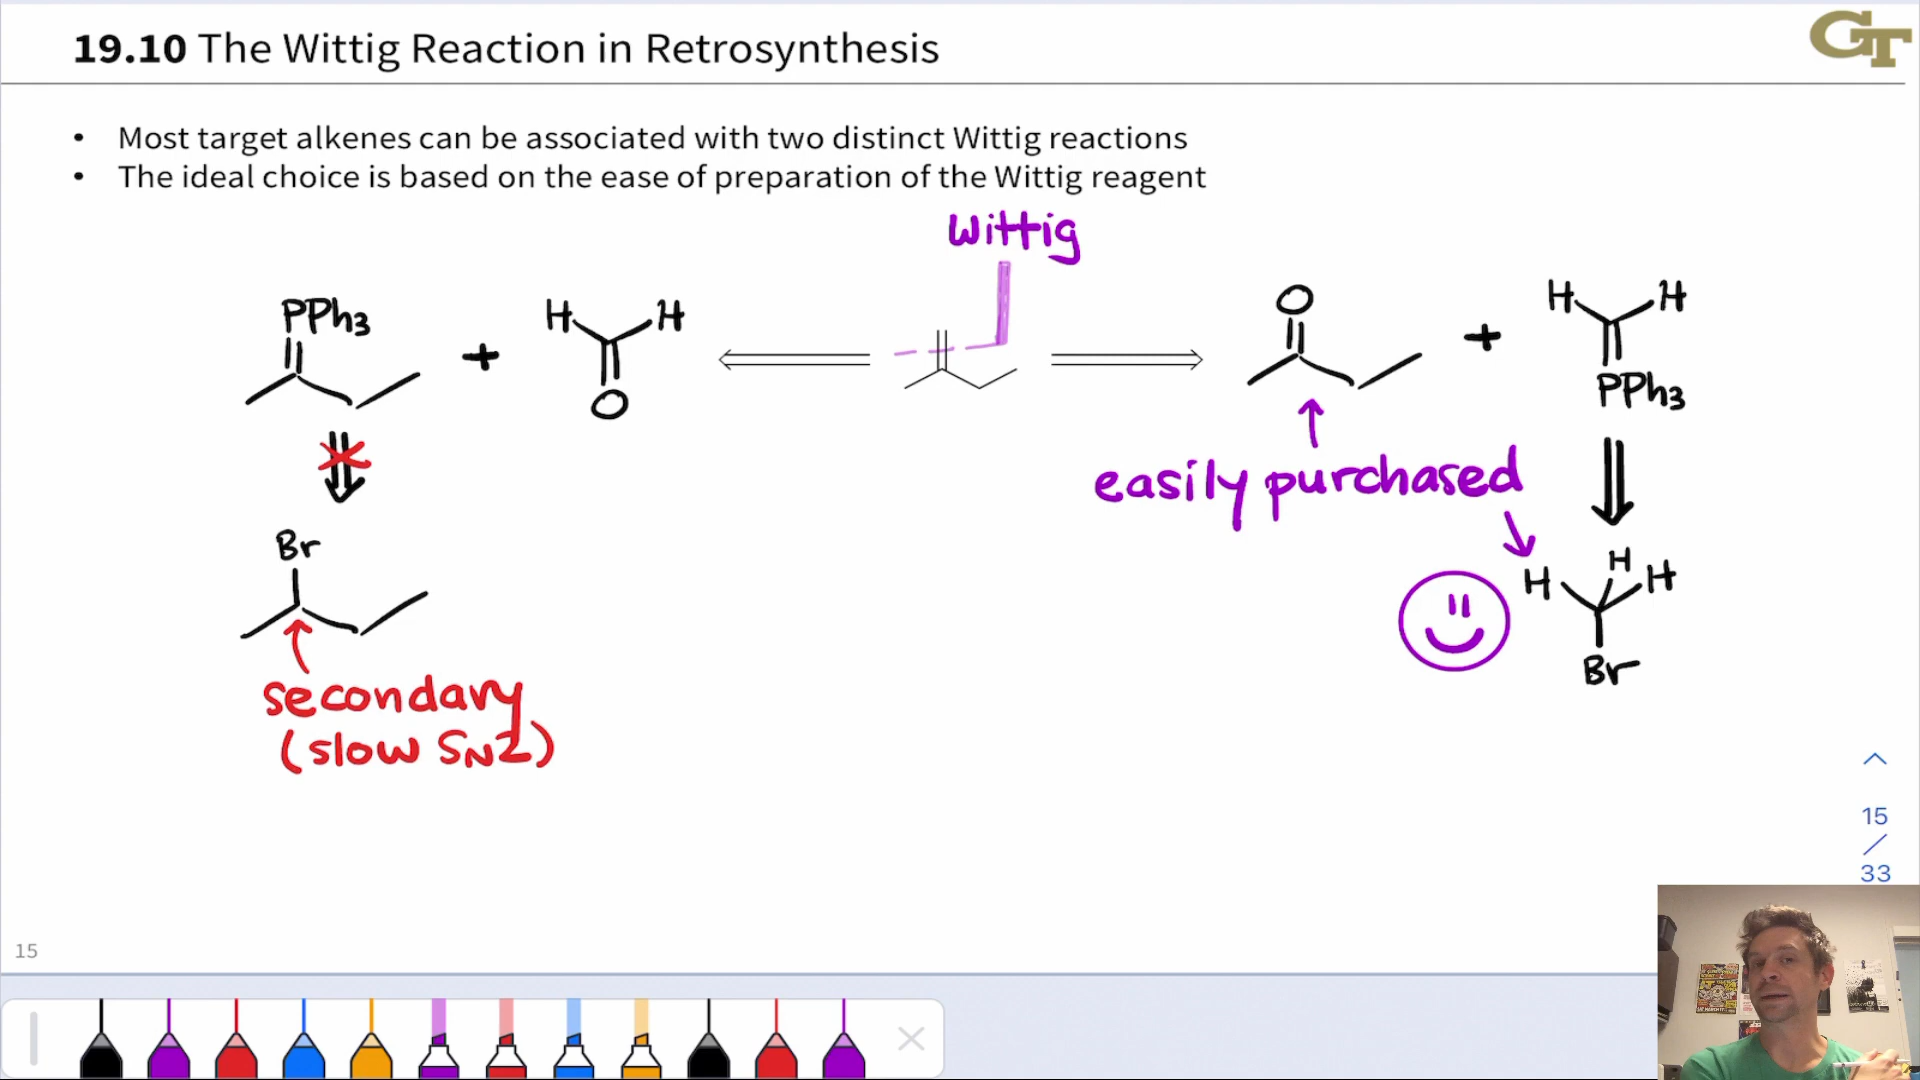 19.10 The Wittig Reaction in Retrosynthesis
GT
• Most target alkenes can be associated with two distinct Wittig reactions
• The ideal choice is based on the ease of preparation of the Wittig reagent
Wittig
PPh3
+
H H
O
O
+
H H
PPh3
easily purchased
Br
secondary
(slow SN2)
H H H
Br
15
/
33
15